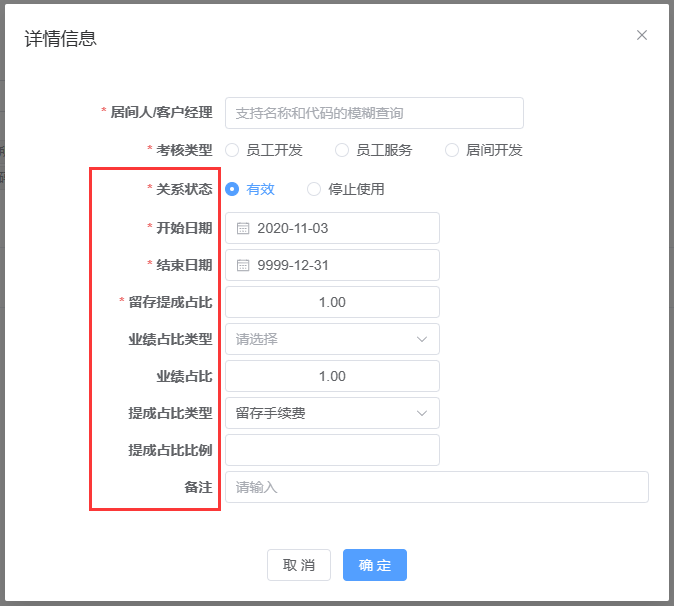 详情信息
* 居间人/客户经理 支持名称和代码的模糊查询
* 考核类型 员工开发 员工服务 居间开发
* 关系状态 有效 停止使用
* 开始日期 2020-11-03
* 结束日期 9999-12-31
* 留存提成占比 1.00
业绩占比类型 请选择
业绩占比 1.00
提成占比类型 留存手续费
提成占比比例
备注 请输入
取 消 确 定